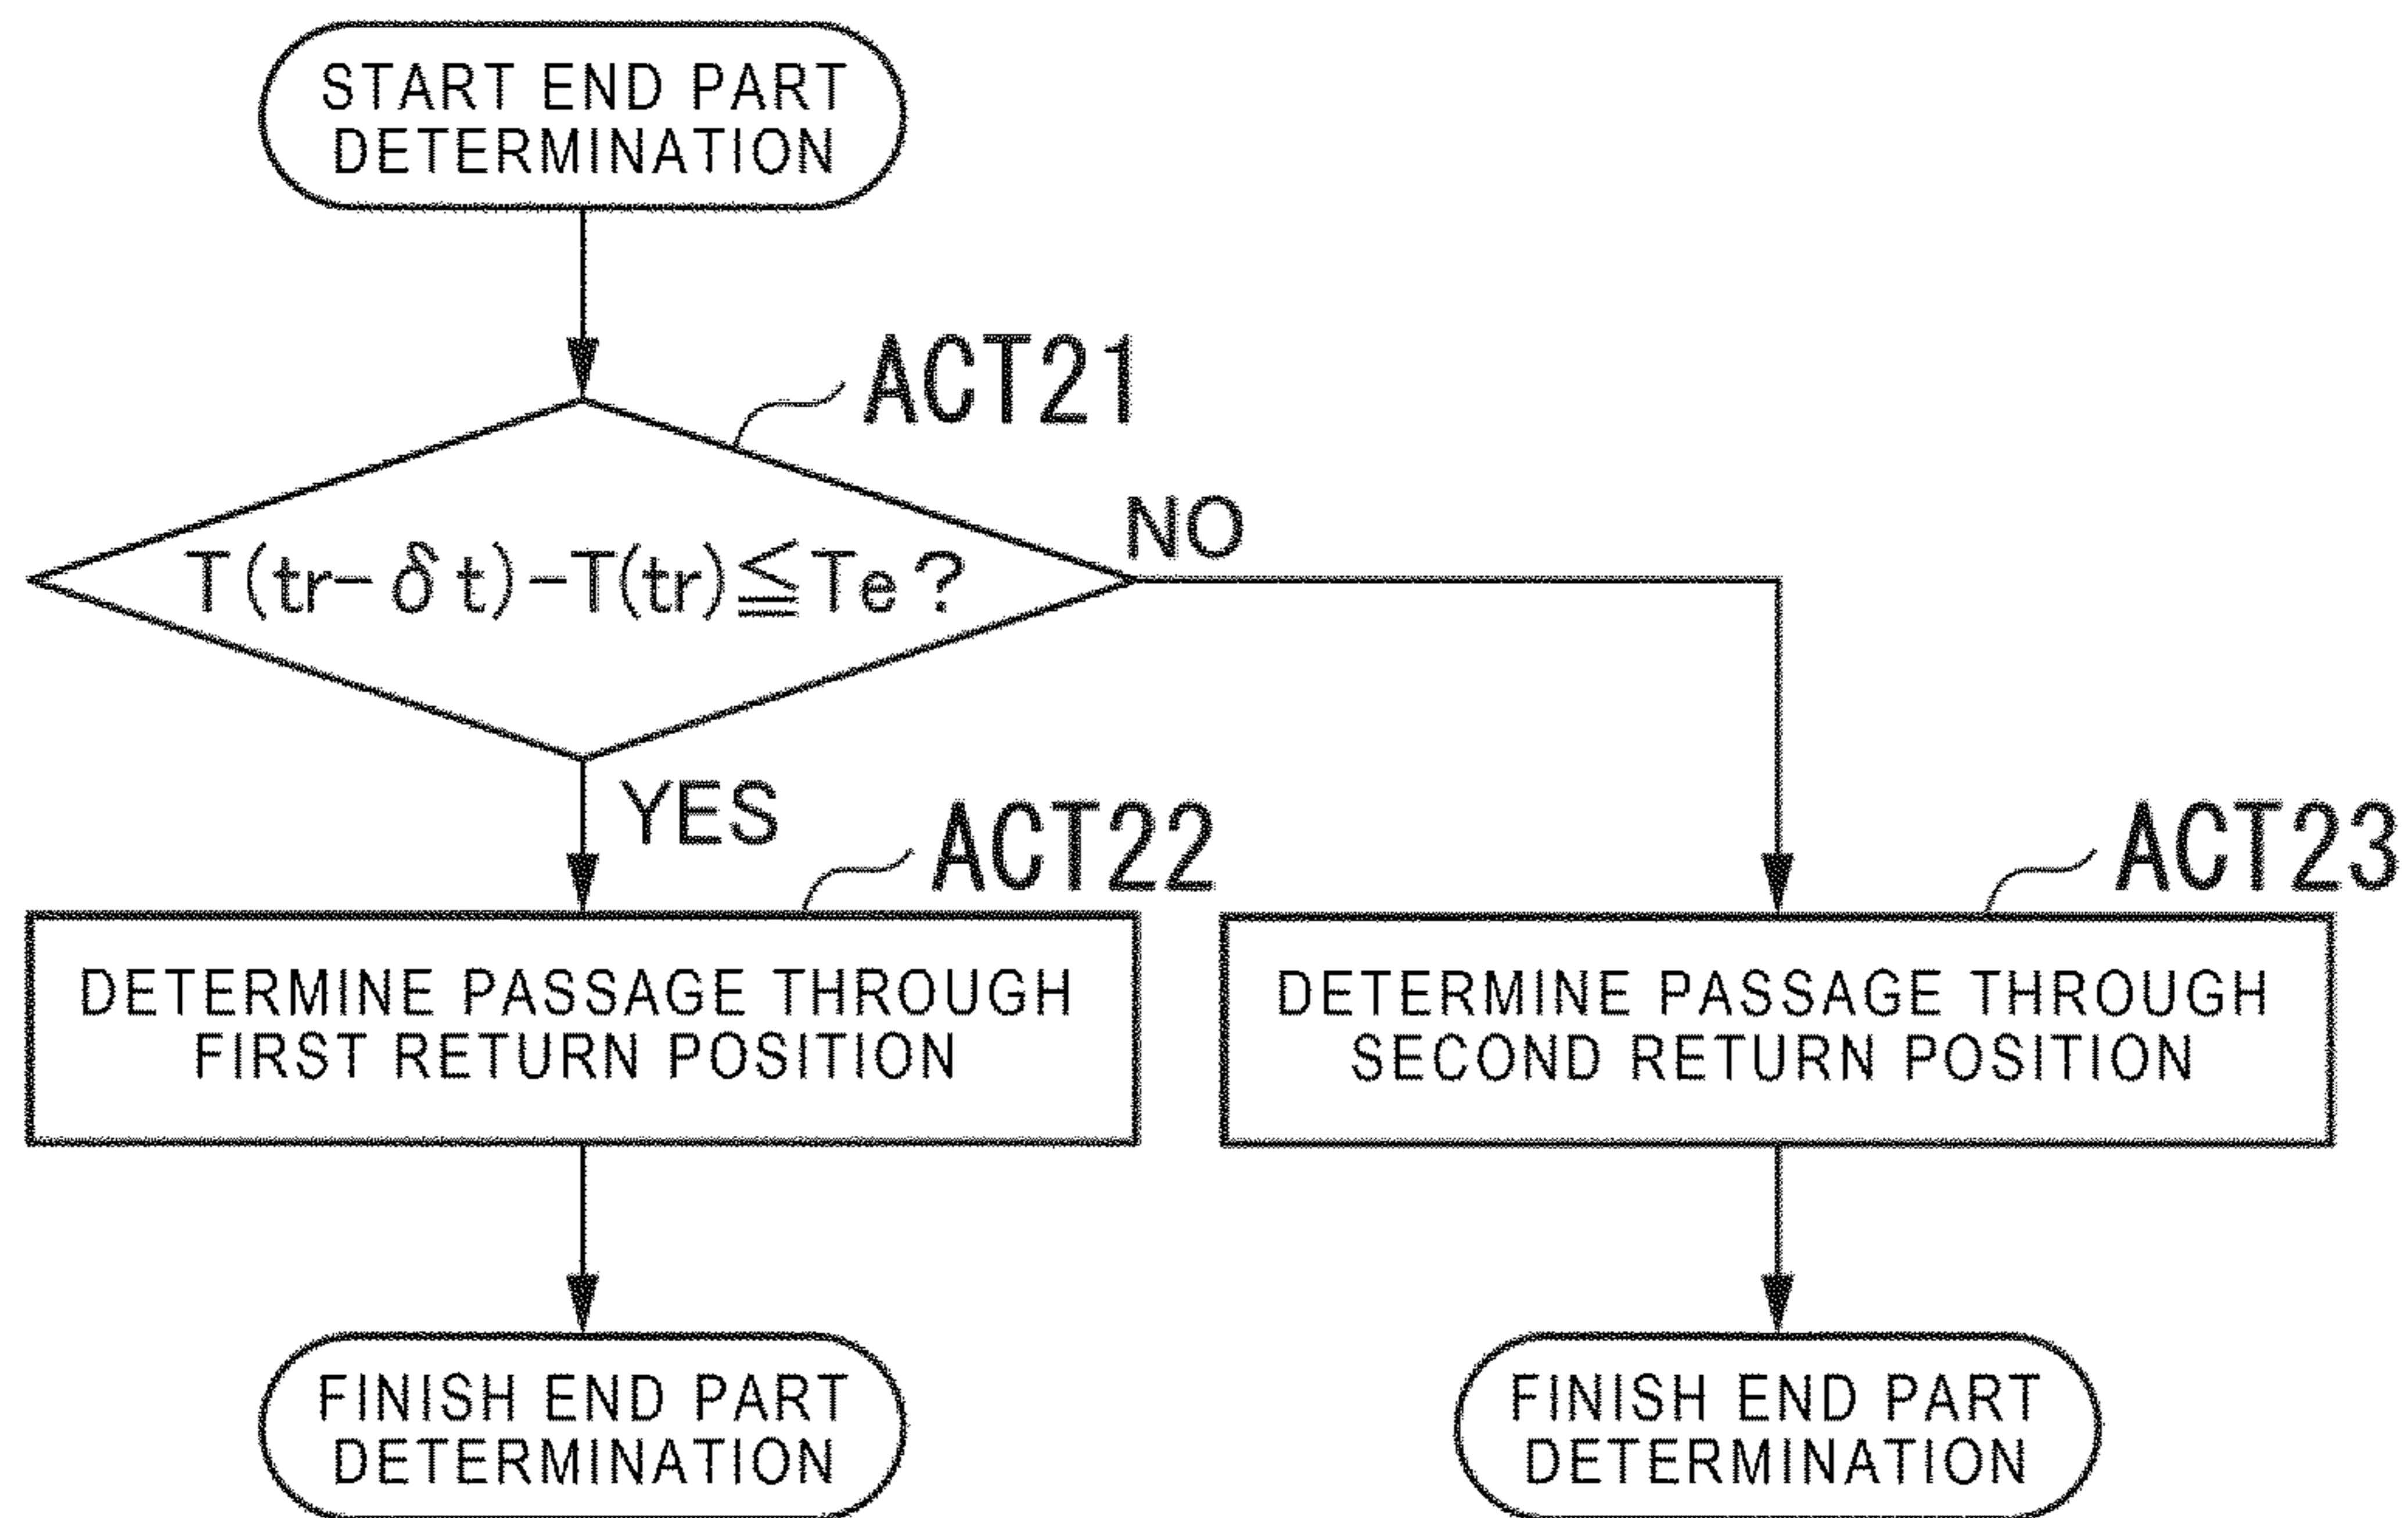 START END PART
DETERMINATION
ACT21
T(tr-δt)-T(tr)≦Te?
NO
YES
ACT22
ACT23
DETERMINE PASSAGE THROUGH
FIRST RETURN POSITION
DETERMINE PASSAGE THROUGH
SECOND RETURN POSITION
FINISH END PART
DETERMINATION
FINISH END PART
DETERMINATION